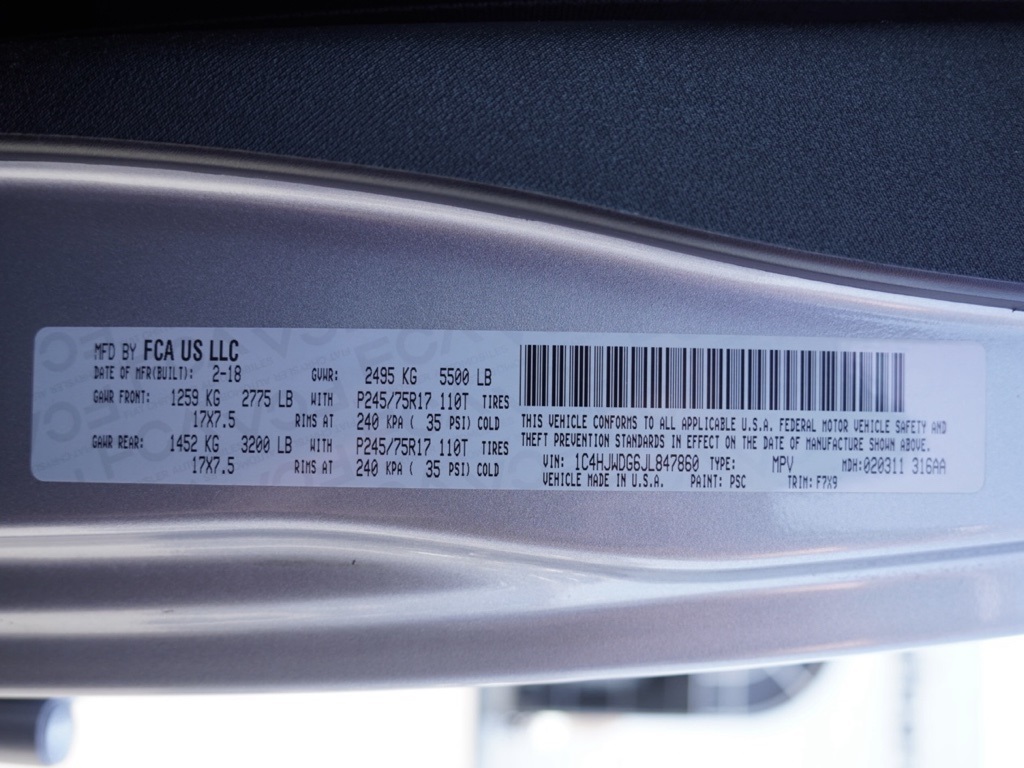 MFD BY FCA US LLC
DATE OF MFR(BUILT): 2-18 GVWR: 2495 KG 5500 LB
GAWR FRONT: 1259 KG 2775 LB WITH P245/75R17 110T TIRES
17X7.5 RIMS AT 240 KPA ( 35 PSI) COLD
GAWR REAR: 1452 KG 3200 LB WITH P245/75R17 110T TIRES
17X7.5 RIMS AT 240 KPA ( 35 PSI) COLD
THIS VEHICLE CONFORMS TO ALL APPLICABLE U.S.A. FEDERAL MOTOR VEHICLE SAFETY AND
THEFT PREVENTION STANDARDS IN EFFECT ON THE DATE OF MANUFACTURE SHOWN ABOVE.
VIN: 1C4HJWDG6JL847860 TYPE: MPV MDH:020311 316AA
VEHICLE MADE IN U.S.A. PAINT: PSC TRIM: F7X9